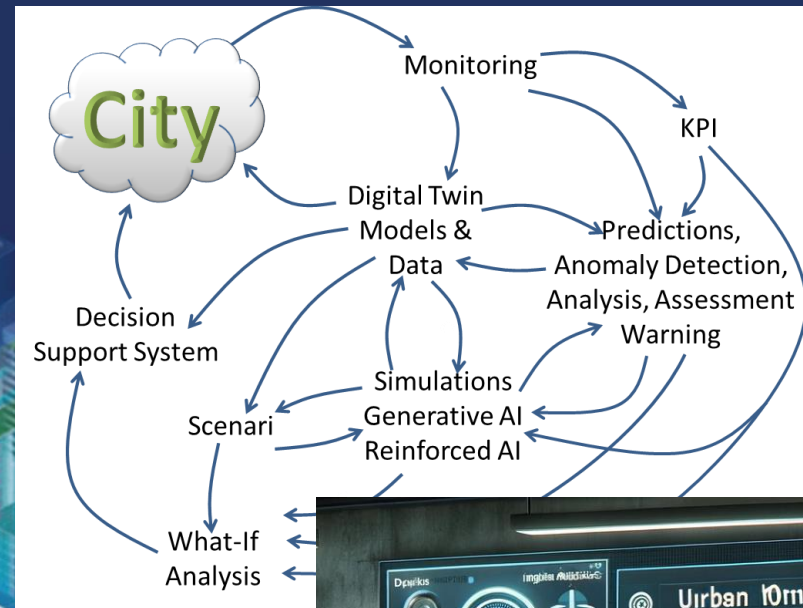 City
Monitoring
KPI
Digital Twin
Models &
Data
Predictions,
Anomaly Detection,
Analysis, Assessment
Warning
Decision
Support System
Simulations
Generative AI
Reinforced AI
Scenari
What-If
Analysis